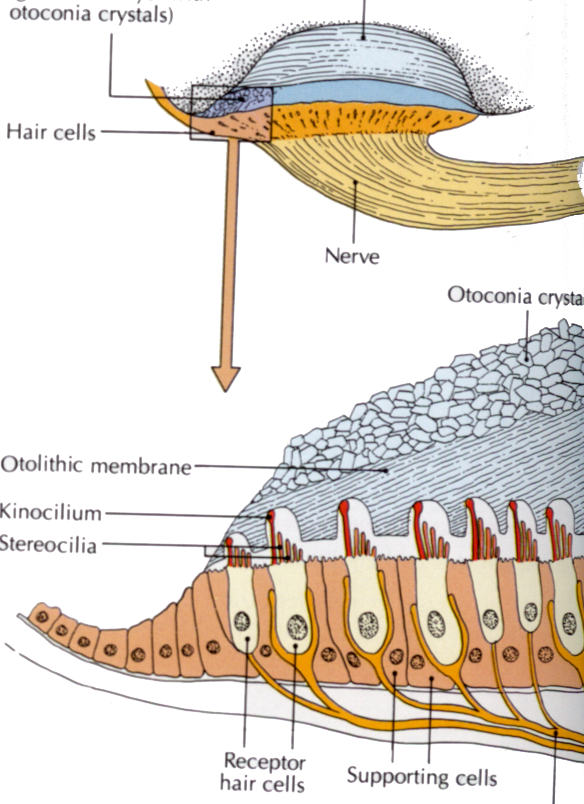 otoconia crystals)
Hair cells
Nerve
Otoconia crysta
Otolithic membrane
Kinocilium
Stereocilia
Receptor
hair cells
Supporting cells